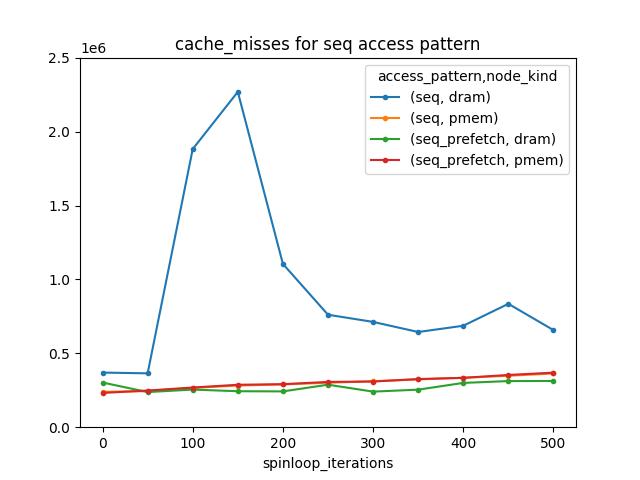 cache_misses for seq access pattern
1e6
2.5
2.0
1.5
1.0
0.5
0.0
access_pattern,node_kind
(seq, dram)
(seq, pmem)
(seq_prefetch, dram)
(seq_prefetch, pmem)
0 100 200 300 400 500
spinloop_iterations